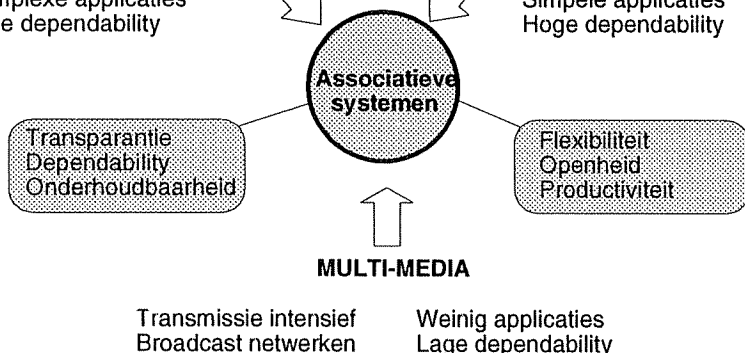 applicaties
dependability
Simpele applicaties
Hoge dependability
Associatieve
systemen
Transparantie
Dependability
Onderhoudbaarheid
Flexibiliteit
Openheid
Productiviteit
MULTI-MEDIA
Transmissie intensief
Broadcast netwerken
Weinig applicaties
Lage dependability